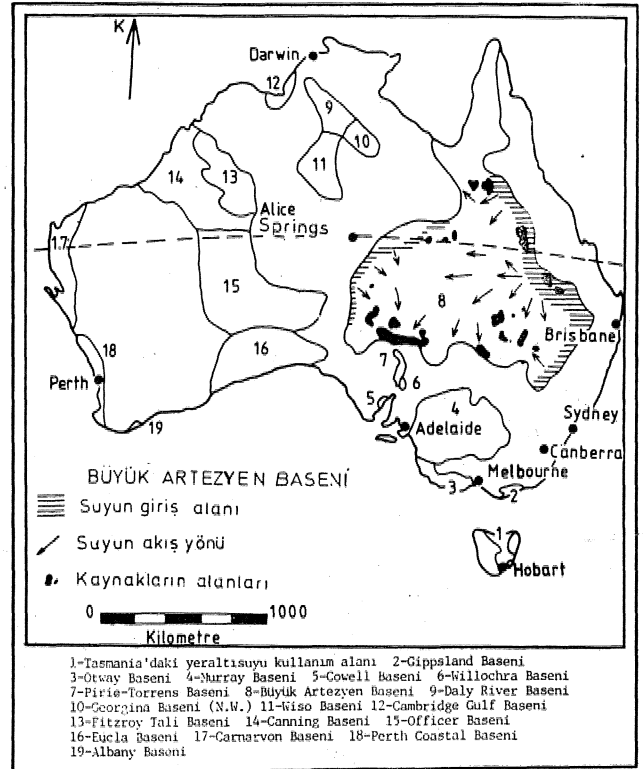 K
Darwin
12
9
10
11
14
13
Alice
Springs
17
15
8
16
18
Brisbane
7
Perth
6
5
4
19
Adelaide
Sydney
Canberra
Melbourne
3
2
BÜYÜK ARTEZYEN BASENİ
Suyun giriş alanı
Suyun akış yönü
Kaynakların alanları
1
Hobart
0 1000
Kilometre
1=Tasmania'daki yeraltısuyu kullanım alanı 2=Gippsland Baseni
3=Otway Baseni 4=Murray Baseni 5=Cowell Baseni 6=Willochra Baseni
7=Pirie-Torrens Baseni 8=Büyük Artezyen Baseni 9=Daly River Baseni
10=Georgina Baseni (N.W.) 11=Wiso Baseni 12=Cambridge Gulf Baseni
13=Fitzroy Tali Baseni 14=Canning Baseni 15=Officer Baseni
16=Eucla Baseni 17=Carnarvon Baseni 18=Perth Coastal Baseni
19=Albany Baseni